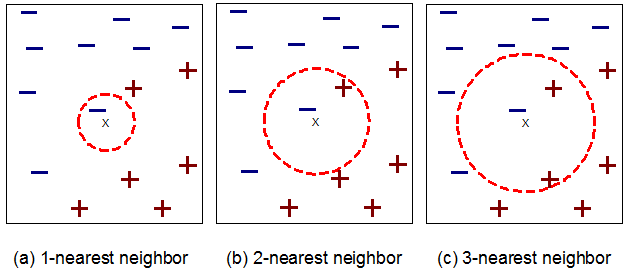 X
X
X
(a) 1-nearest neighbor
(b) 2-nearest neighbor
(c) 3-nearest neighbor